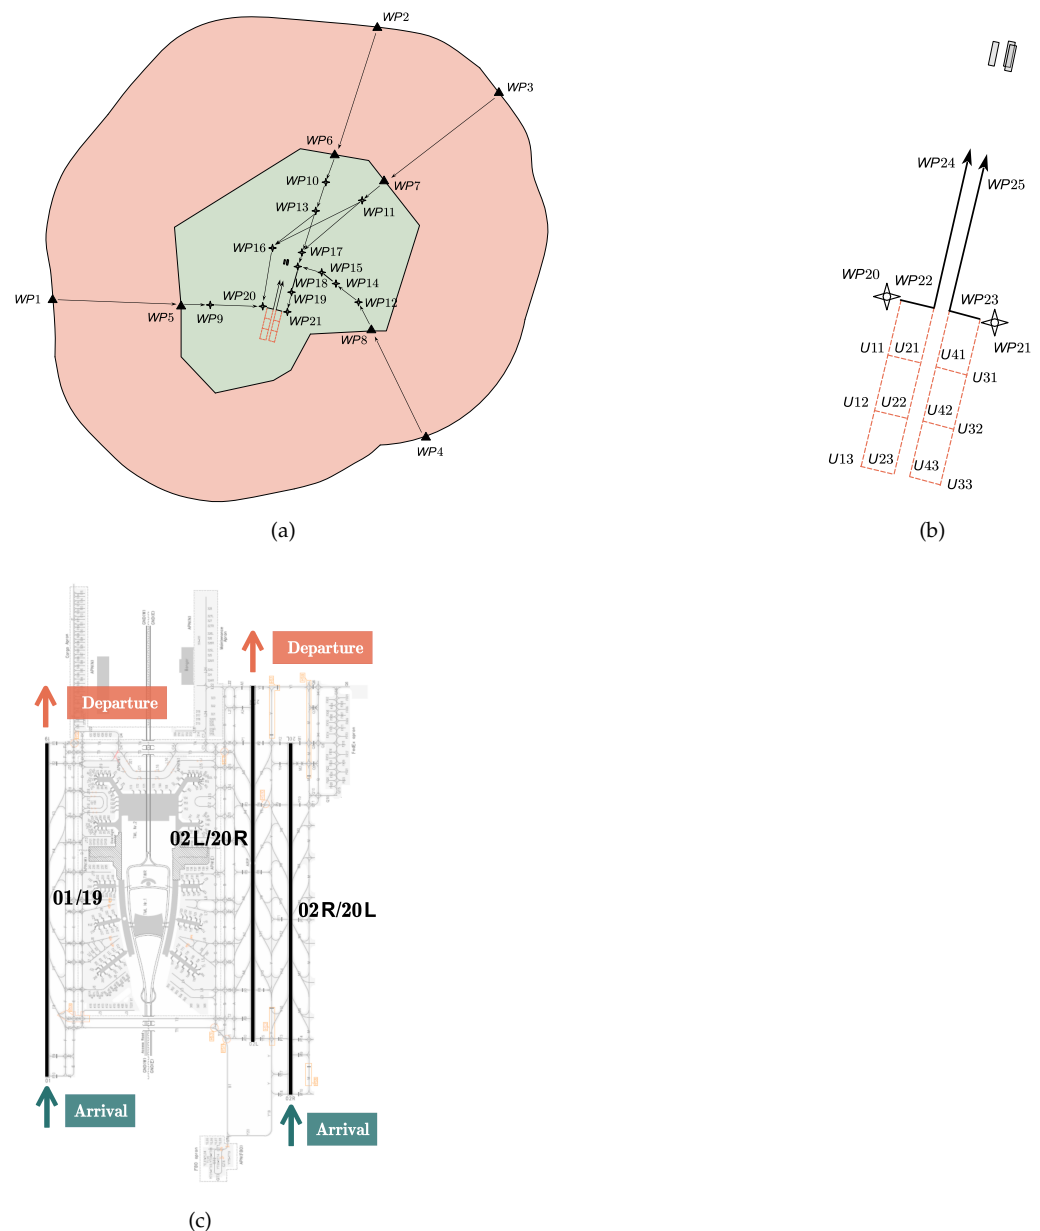 WP2
WP3
WP6
WP7
WP10
WP11
WP13
WP16
WP17
WP15
WP14
WP18
WP1
WP5
WP9
WP20
WP19
WP12
WP21
WP8
WP4
(a)
WP24
WP25
WP20
WP22
WP23
WP21
U11 U21 U41
U31
U12 U22 U42
U32
U13 U23 U43
U33
(b)
Departure
Departure
02L/20R
01/19
02R/20L
Arrival
Arrival
(c)